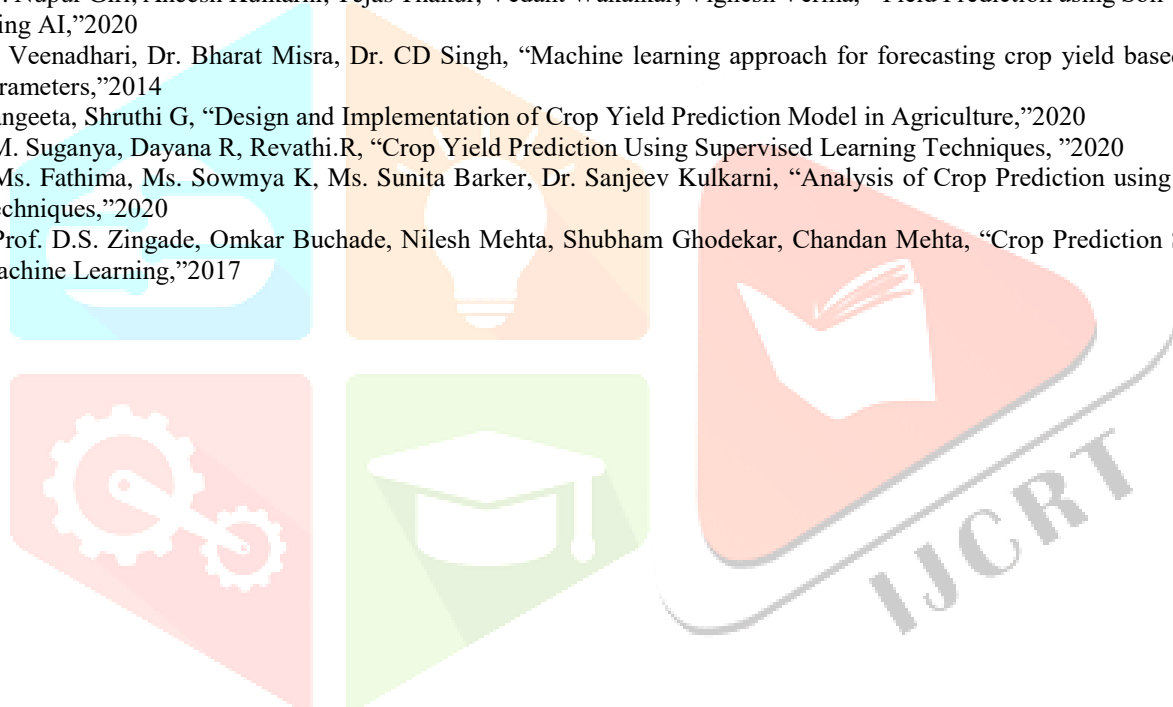 Nupur Giri, Kulkarni, Tejas Thakur, Vedant Vignesh Verma, “Yield Prediction using Soil
ing AI,”2020
Veenadhari, Dr. Bharat Misra, Dr. CD Singh, “Machine learning approach for forecasting crop yield based
rameters,”2014
ngeeta, Shruthi G, “Design and Implementation of Crop Yield Prediction Model in Agriculture,”2020
M. Suganya, Dayana R, Revathi.R, “Crop Yield Prediction Using Supervised Learning Techniques, ”2020
Ms. Fathima, Ms. Sowmya K, Ms. Sunita Barker, Dr. Sanjeev Kulkarni, “Analysis of Crop Prediction using
echniques,”2020
Prof. D.S. Zingade, Omkar Buchade, Nilesh Mehta, Shubham Ghodekar, Chandan Mehta, “Crop Prediction S
achine Learning,”2017
IJCRT